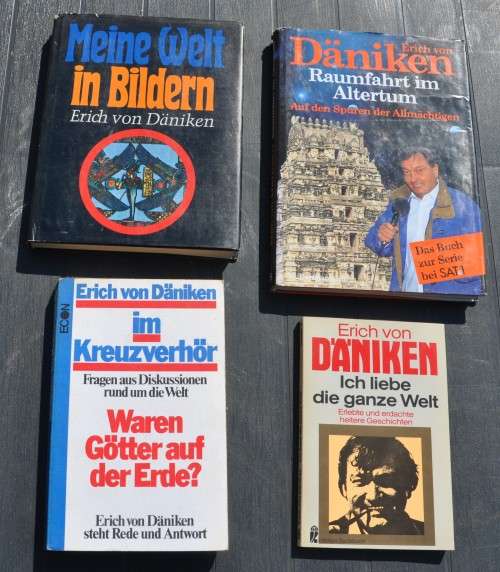 Meine Welt
in Bildern
Erich von Däniken
Erich von
Däniken
Raumfahrt im
Altertum
Auf den Spuren der Allmächtigen
Das Buch
zur Serie
bei SAT1
ECON
Erich von Däniken
im
Kreuzverhör
Fragen aus Diskussionen
rund um die Welt
Waren
Götter auf
der Erde?
Erich von Däniken
steht Rede und Antwort
Erich von
DÄNIKEN
Ich liebe
die ganze Welt
Erlebte und erdachte
heitere Geschichten